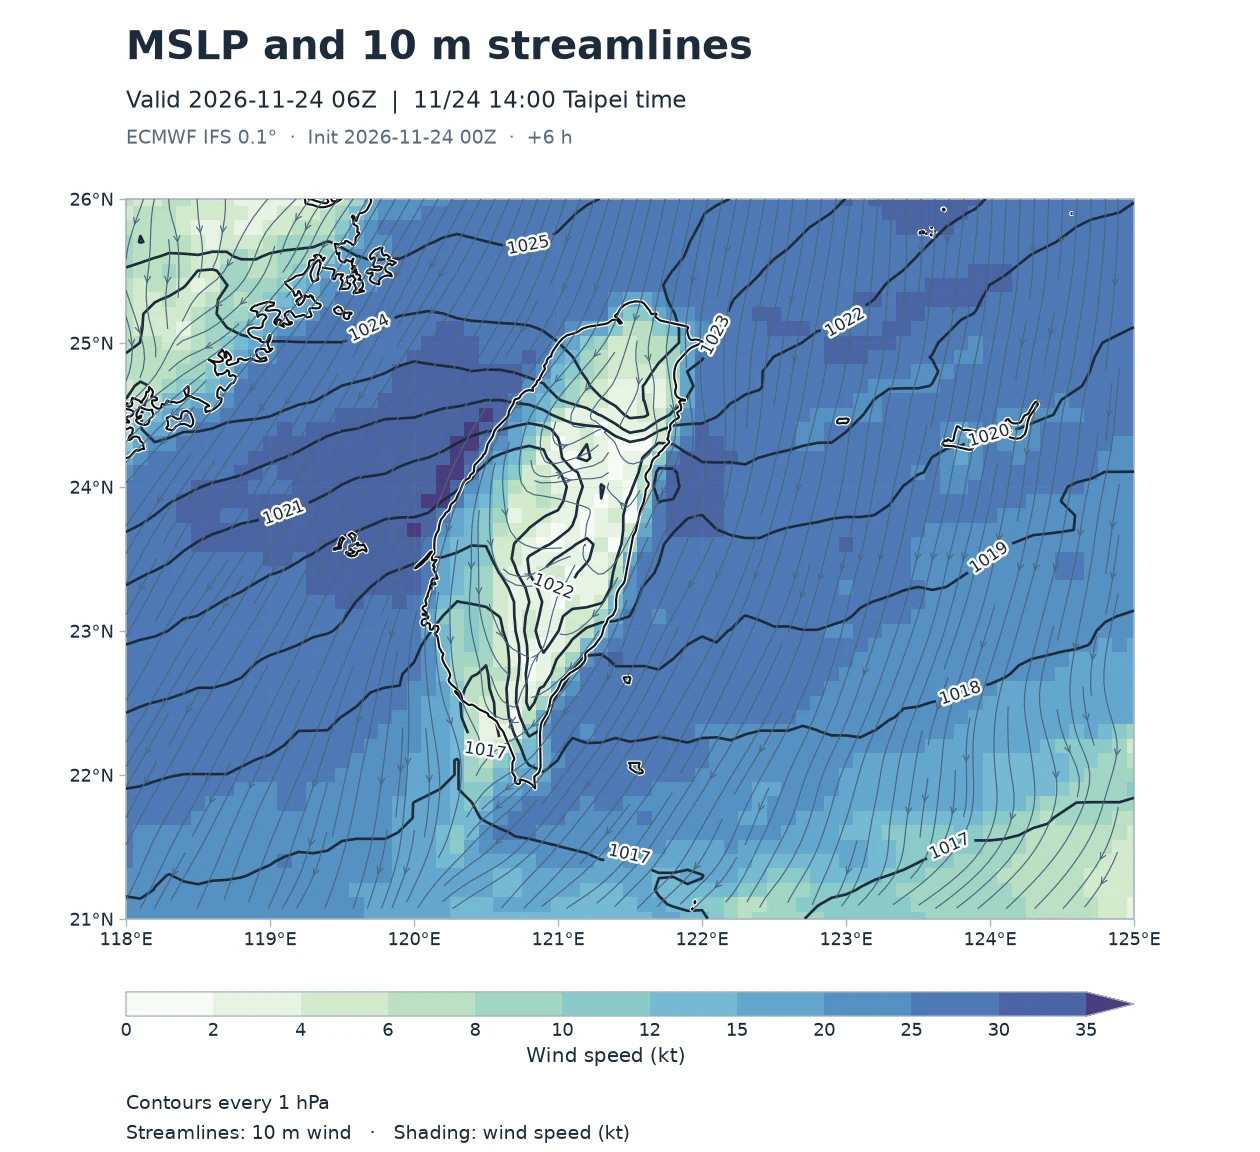 MSLP and 10 m streamlines
Valid 2026-11-24 06Z | 11/24 14:00 Taipei time
ECMWF IFS 0.1° · Init 2026-11-24 00Z · +6 h
26°N
25°N
24°N
23°N
22°N
21°N
1025
1024
1023
1022
1021
1020
1019
1022
1018
1017
1017
1017
118°E 119°E 120°E 121°E 122°E 123°E 124°E 125°E
0 2 4 6 8 10 12 15 20 25 30 35
Wind speed (kt)
Contours every 1 hPa
Streamlines: 10 m wind · Shading: wind speed (kt)